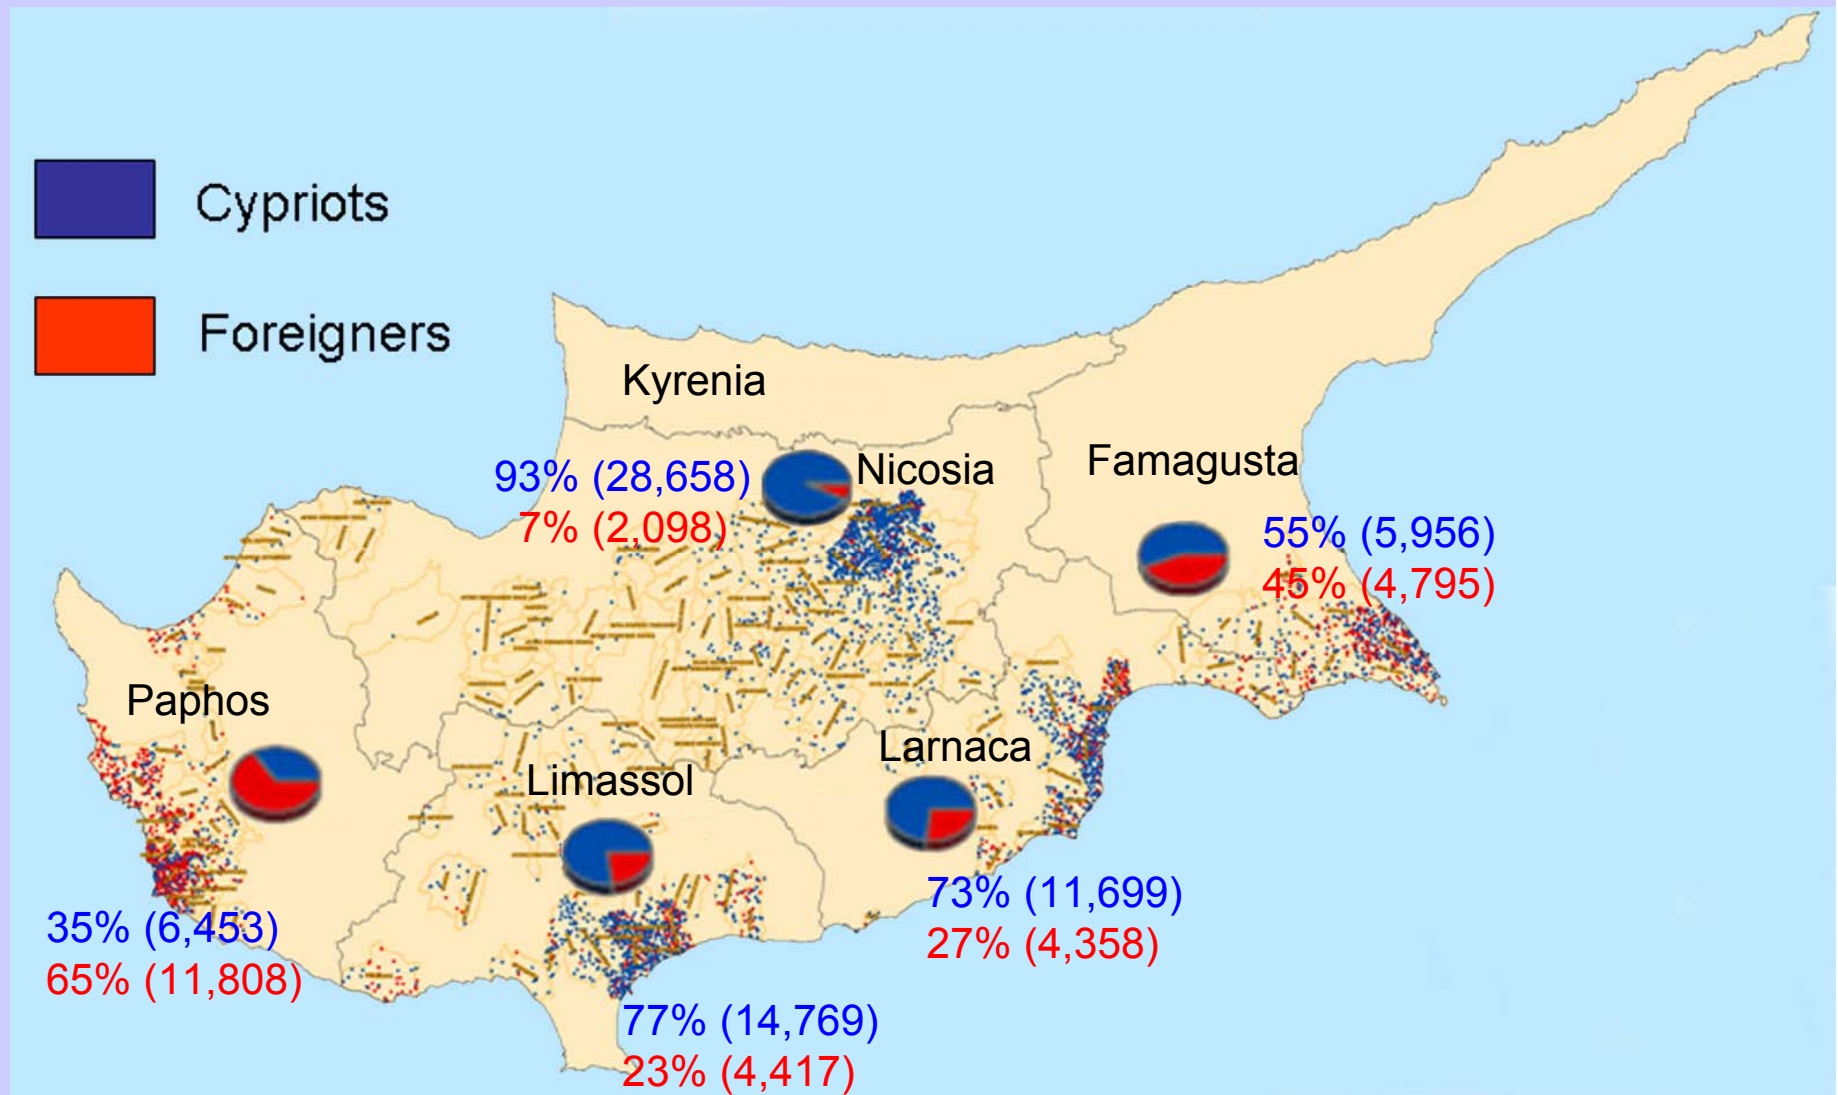 Cypriots
Foreigners
Kyrenia
93% (28,658)
7% (2,098)
Nicosia
Famagusta
55% (5,956)
45% (4,795)
Paphos
35% (6,453)
65% (11,808)
Limassol
77% (14,769)
23% (4,417)
Larnaca
73% (11,699)
27% (4,358)